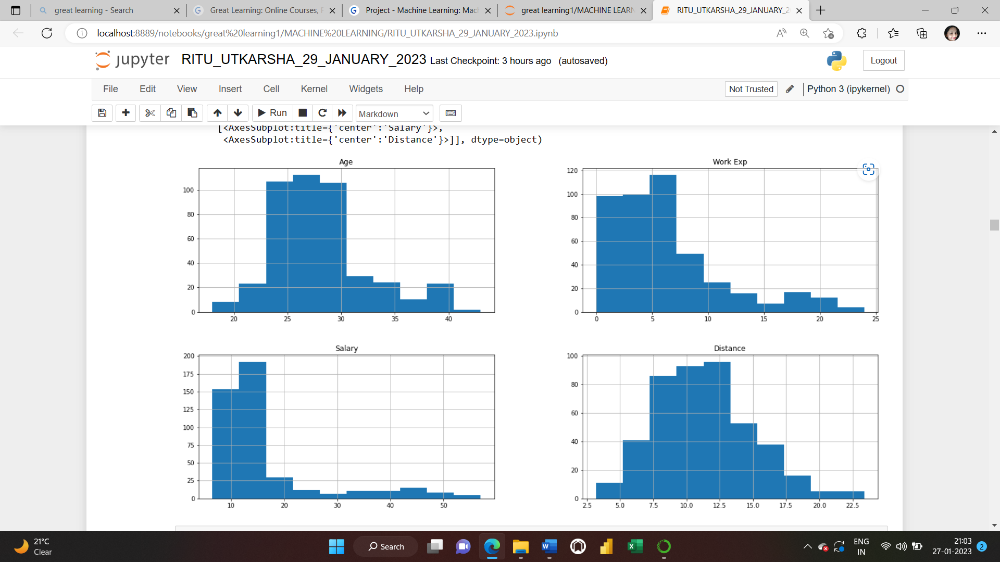 great learning - Search
Great Learning: Online Courses,
Project - Machine Learning: Mac
great learning1/MACHINE LEARN
RITU_UTKARSHA_29_JANUARY_2
localhost:8889/notebooks/great%20learning1/MACHINE%20LEARNING/RITU_UTKARSHA_29_JANUARY_2023.ipynb
jupyter RITU_UTKARSHA_29_JANUARY_2023 Last Checkpoint: 3 hours ago (autosaved)
Logout
File Edit View Insert Cell Kernel Widgets Help
Not Trusted
Python 3 (ipykernel)
Run
Markdown
[<AxesSubplot:title={'center':'Salary'}>,
<AxesSubplot:title={'center':'Distance'}>]], dtype=object)
Age
100
80
60
40
20
0
20 25 30 35 40
Work Exp
120
100
80
60
40
20
0
0 5 10 15 20 25
Salary
200
175
150
125
100
75
50
25
0
10 20 30 40 50
Distance
100
80
60
40
20
0
2.5 5.0 7.5 10.0 12.5 15.0 17.5 20.0 22.5
21°C
Clear
Search
ENG
IN
21:03
27-01-2023
2